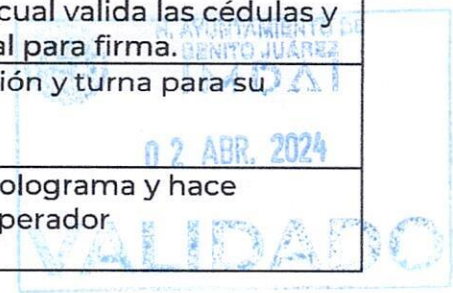 cual valida las cédulas y
al para firma.
H. AYUNTAMIENTO DE
BENITO JUÁREZ
ión y turna para su
02 ABR. 2024
olograma y hace
perador
VALIDADO